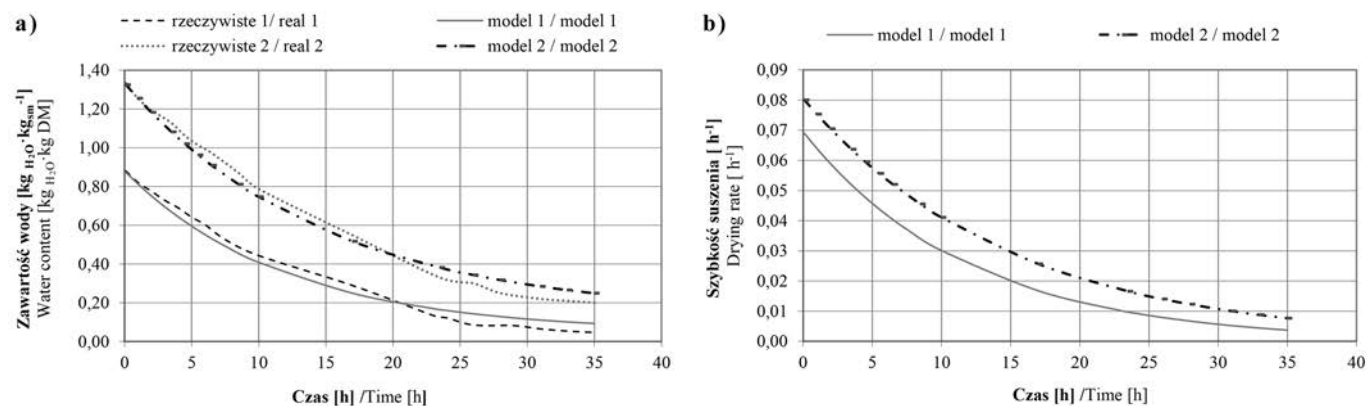 a)
rzeczywiste 1/ real 1
model 1 / model 1
rzeczywiste 2 / real 2
model 2 / model 2
Zawartość wody [kg H₂O·kgsm⁻¹]
Water content [kg H₂O·kg DM]
1,40
1,20
1,00
0,80
0,60
0,40
0,20
0,00
0 5 10 15 20 25 30 35 40
Czas [h] /Time [h]
b)
model 1 / model 1
model 2 / model 2
Szybkość suszenia [ h⁻¹]
Drying rate [ h⁻¹]
0,09
0,08
0,07
0,06
0,05
0,04
0,03
0,02
0,01
0,00
0 5 10 15 20 25 30 35 40
Czas [h] /Time [h]